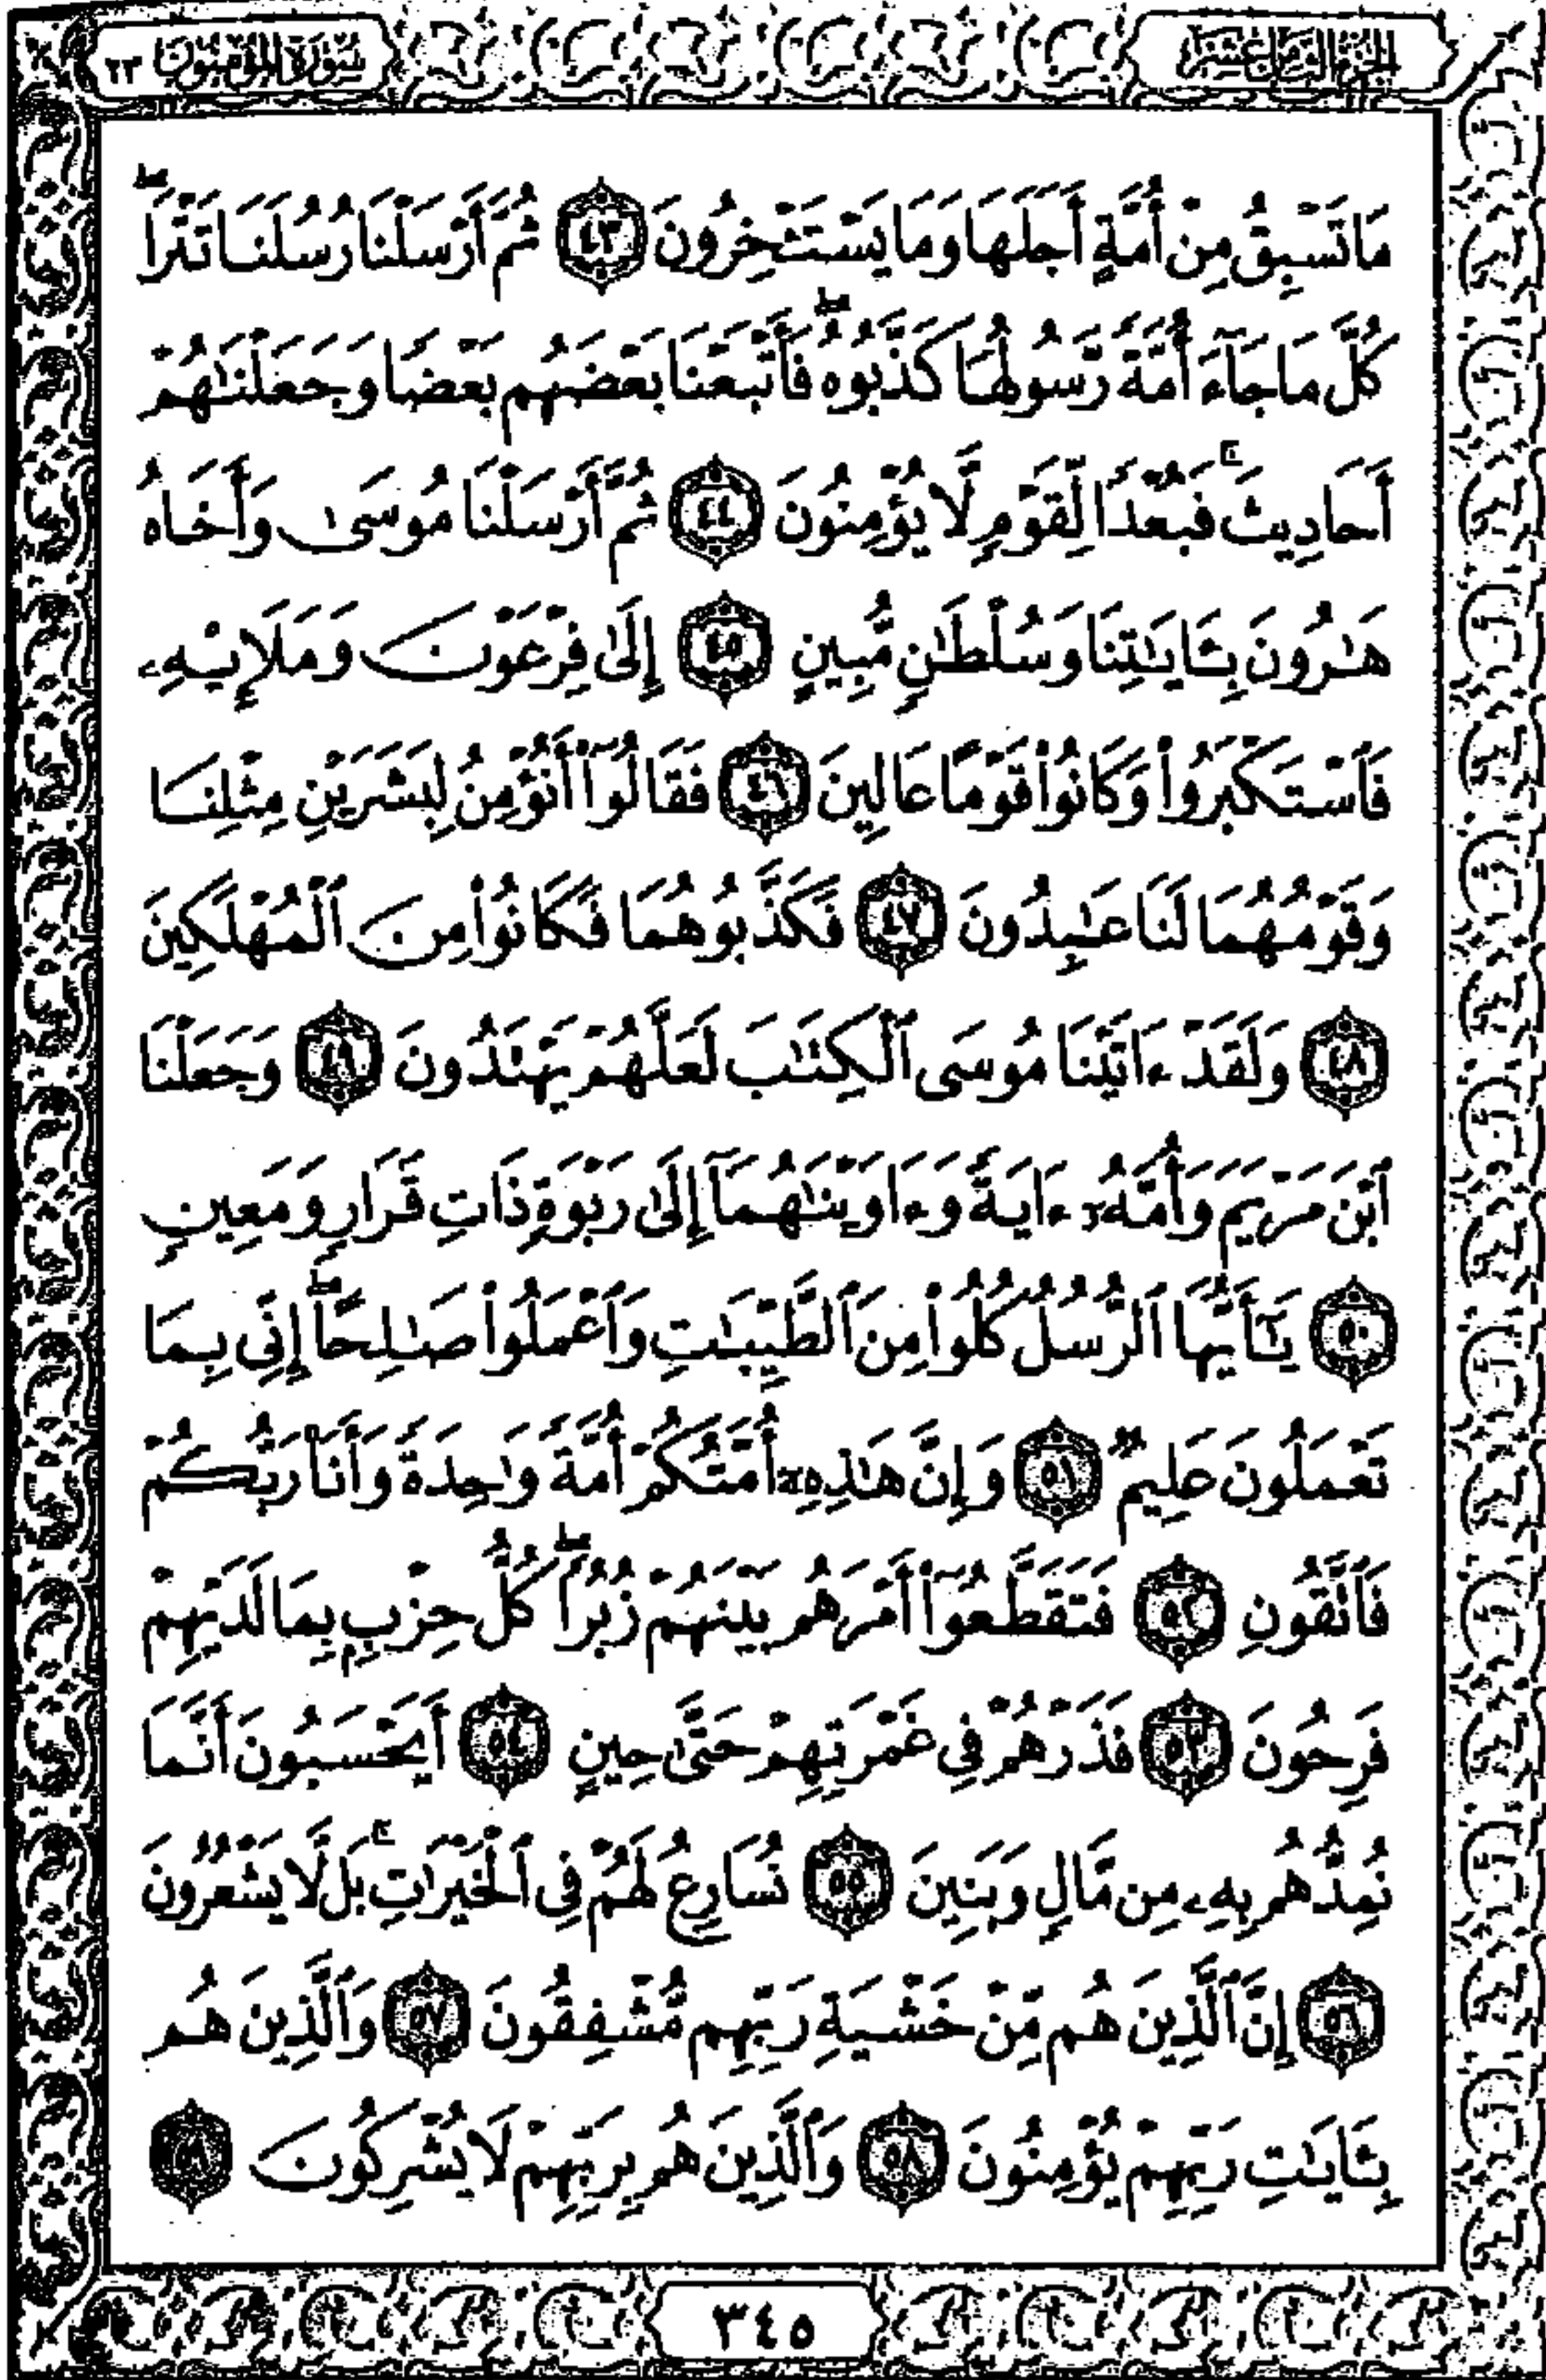 الجزء الثامن عشر
سورة المؤمنون ٢٣
مَا تَسْبِقُ مِنْ أُمَّةٍ أَجَلَهَا وَمَا يَسْتَـْٔخِرُونَ ٤٣ ثُمَّ أَرْسَلْنَا رُسُلَنَا تَتْرَاۖ
كُلَّ مَا جَآءَ أُمَّةً رَّسُولُهَا كَذَّبُوهُۖ فَأَتْبَعْنَا بَعْضَهُم بَعْضًا وَجَعَلْنَٰهُمْ
أَحَادِيثَۚ فَبُعْدًا لِّقَوْمٍ لَّا يُؤْمِنُونَ ٤٤ ثُمَّ أَرْسَلْنَا مُوسَىٰ وَأَخَاهُ
هَٰرُونَ بِـَٔايَٰتِنَا وَسُلْطَٰنٍ مُّبِينٍ ٤٥ إِلَىٰ فِرْعَوْنَ وَمَلَإِي۟هِۦ
فَٱسْتَكْبَرُوا۟ وَكَانُوا۟ قَوْمًا عَالِينَ ٤٦ فَقَالُوٓا۟ أَنُؤْمِنُ لِبَشَرَيْنِ مِثْلِنَا
وَقَوْمُهُمَا لَنَا عَٰبِدُونَ ٤٧ فَكَذَّبُوهُمَا فَكَانُوا۟ مِنَ ٱلْمُهْلَكِينَ
٤٨ وَلَقَدْ ءَاتَيْنَا مُوسَى ٱلْكِتَٰبَ لَعَلَّهُمْ يَهْتَدُونَ ٤٩ وَجَعَلْنَا
ٱبْنَ مَرْيَمَ وَأُمَّهُۥٓ ءَايَةً وَءَاوَيْنَٰهُمَآ إِلَىٰ رَبْوَةٍ ذَاتِ قَرَارٍ وَمَعِينٍ
٥٠ يَٰٓأَيُّهَا ٱلرُّسُلُ كُلُوا۟ مِنَ ٱلطَّيِّبَٰتِ وَٱعْمَلُوا۟ صَٰلِحًاۖ إِنِّى بِمَا
تَعْمَلُونَ عَلِيمٌ ٥١ وَإِنَّ هَٰذِهِۦٓ أُمَّتُكُمْ أُمَّةً وَٰحِدَةً وَأَنَا۠ رَبُّكُمْ
فَٱتَّقُونِ ٥٢ فَتَقَطَّعُوٓا۟ أَمْرَهُم بَيْنَهُمْ زُبُرًاۖ كُلُّ حِزْبٍۭ بِمَا لَدَيْهِمْ
فَرِحُونَ ٥٣ فَذَرْهُمْ فِى غَمْرَتِهِمْ حَتَّىٰ حِينٍ ٥٤ أَيَحْسَبُونَ أَنَّمَا
نُمِدُّهُم بِهِۦ مِن مَّالٍ وَبَنِينَ ٥٥ نُسَارِعُ لَهُمْ فِى ٱلْخَيْرَٰتِۚ بَل لَّا يَشْعُرُونَ
٥٦ إِنَّ ٱلَّذِينَ هُم مِّنْ خَشْيَةِ رَبِّهِم مُّشْفِقُونَ ٥٧ وَٱلَّذِينَ هُم
بِـَٔايَٰتِ رَبِّهِمْ يُؤْمِنُونَ ٥٨ وَٱلَّذِينَ هُم بِرَبِّهِمْ لَا يُشْرِكُونَ ٥٩
٣٤٥